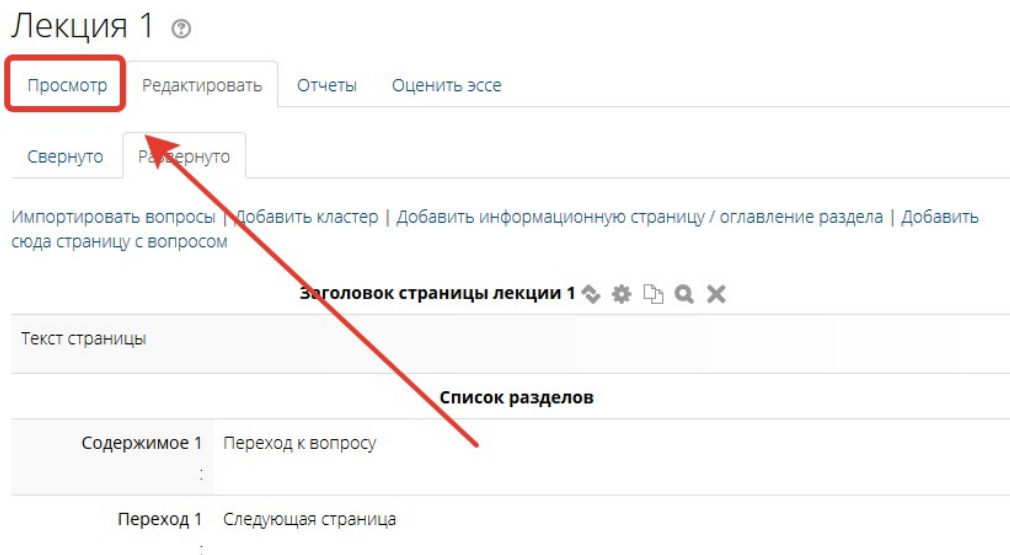 Лекция 1
Просмотр Редактировать Отчеты Оценить эссе
Свернуто Развернуто
Импортировать вопросы | Добавить кластер | Добавить информационную страницу / оглавление раздела | Добавить
сюда страницу с вопросом
Заголовок страницы лекции 1
Текст страницы
Список разделов
Содержимое 1 Переход к вопросу
:
Переход 1 Следующая страница
: